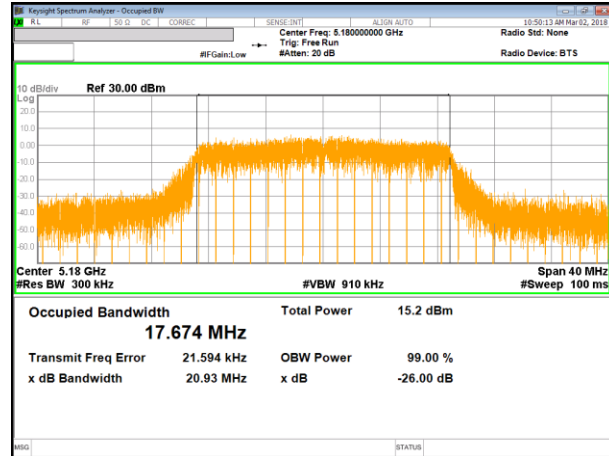 Keysight Spectrum Analyzer - Occupied BW
RL RF 50 Ω DC CORREC SENSE:INT ALIGN AUTO 10:50:13 AM Mar 02, 2018
Center Freq: 5.180000000 GHz Radio Std: None
Trig: Free Run
#IFGain:Low #Atten: 20 dB Radio Device: BTS
10 dB/div Ref 30.00 dBm
Log
20.0
10.0
0.00
-10.0
-20.0
-30.0
-40.0
-50.0
-60.0
Center 5.18 GHz Span 40 MHz
#Res BW 300 kHz #VBW 910 kHz #Sweep 100 ms
Occupied Bandwidth Total Power 15.2 dBm
17.674 MHz
Transmit Freq Error 21.594 kHz OBW Power 99.00 %
x dB Bandwidth 20.93 MHz x dB -26.00 dB
MSG STATUS